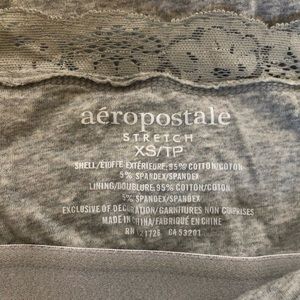 aéropostale
STRETCH
XS/TP
SHELL/ÉTOFFE EXTÉRIEURE: 95% COTTON/COTON
5% SPANDEX/SPANDEX
LINING/DOUBLURE: 95% COTTON/COTON
5% SPANDEX/SPANDEX
EXCLUSIVE OF DECORATION/GARNITURES NON COMPRISES
MADE IN CHINA/FABRIQUÉ EN CHINE
RN CA 53201